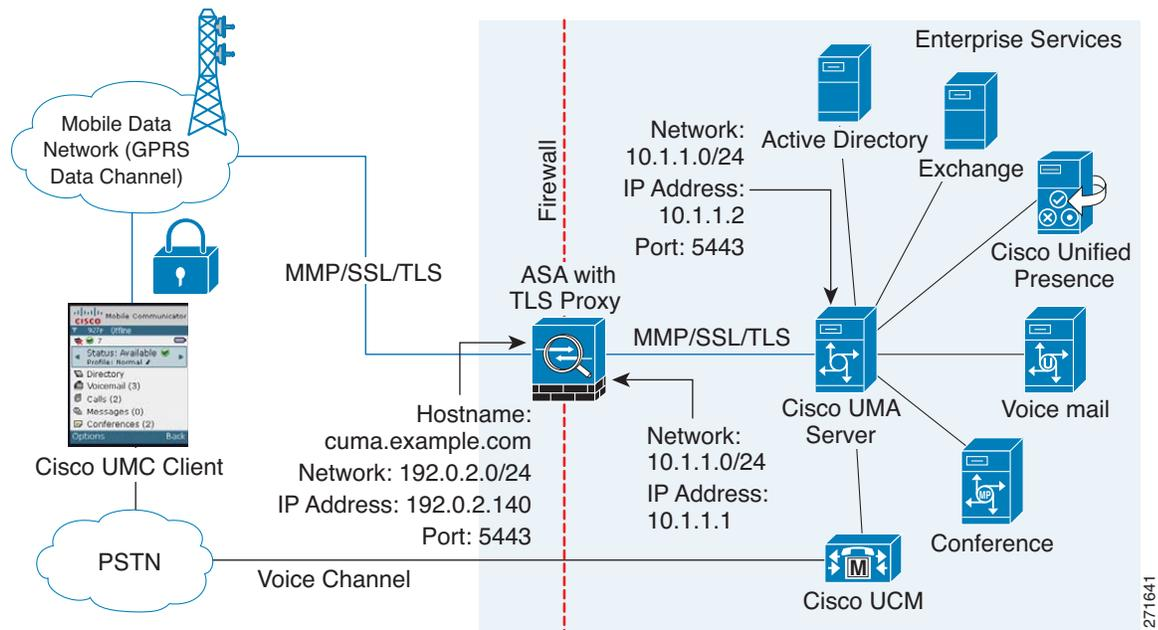 Enterprise Services
Mobile Data
Network (GPRS
Data Channel)
Firewall
Network:
10.1.1.0/24
IP Address:
10.1.1.2
Port: 5443
Active Directory
Exchange
Cisco Unified
Presence
MMP/SSL/TLS
ASA with
TLS Proxy
MMP/SSL/TLS
CISCO Mobile Communicator
Offline
7
Status: Available
Profile: Normal
Directory
Voicemail (3)
Calls (2)
Messages (0)
Conferences (2)
Options Back
Cisco UMC Client
Hostname:
cuma.example.com
Network: 192.0.2.0/24
IP Address: 192.0.2.140
Port: 5443
Network:
10.1.1.0/24
IP Address:
10.1.1.1
Cisco UMA
Server
U
Voice mail
MP
Conference
PSTN
Voice Channel
M
Cisco UCM
271641